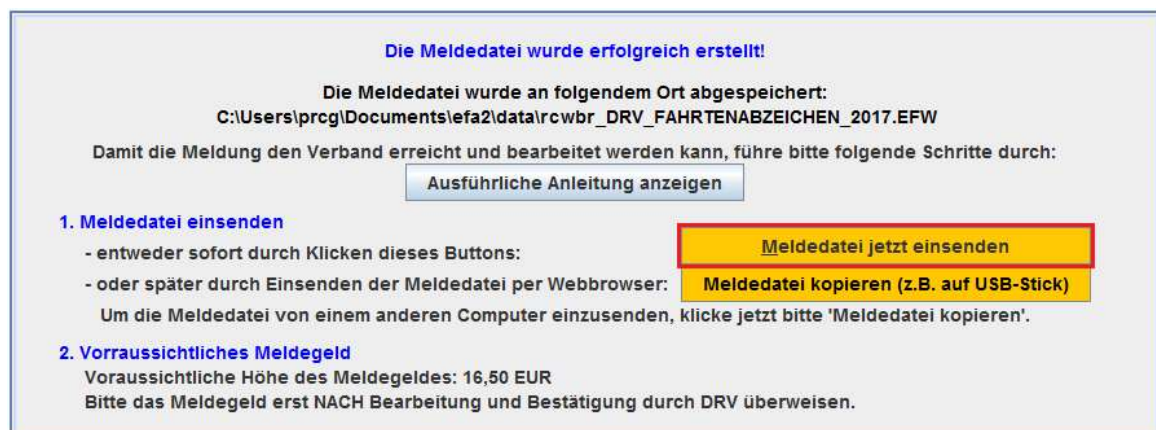 Die Meldedatei wurde erfolgreich erstellt!
Die Meldedatei wurde an folgendem Ort abgespeichert:
C:\Users\prcg\Documents\efa2\data\rcwbr_DRV_FAHRTENABZEICHEN_2017.EFW
Damit die Meldung den Verband erreicht und bearbeitet werden kann, führe bitte folgende Schritte durch:
Ausführliche Anleitung anzeigen
1. Meldedatei einsenden
- entweder sofort durch Klicken dieses Buttons: Meldedatei jetzt einsenden
- oder später durch Einsenden der Meldedatei per Webbrowser: Meldedatei kopieren (z.B. auf USB-Stick)
Um die Meldedatei von einem anderen Computer einzusenden, klicke jetzt bitte 'Meldedatei kopieren'.
2. Vorraussichtliches Meldegeld
Voraussichtliche Höhe des Meldegeldes: 16,50 EUR
Bitte das Meldegeld erst NACH Bearbeitung und Bestätigung durch DRV überweisen.